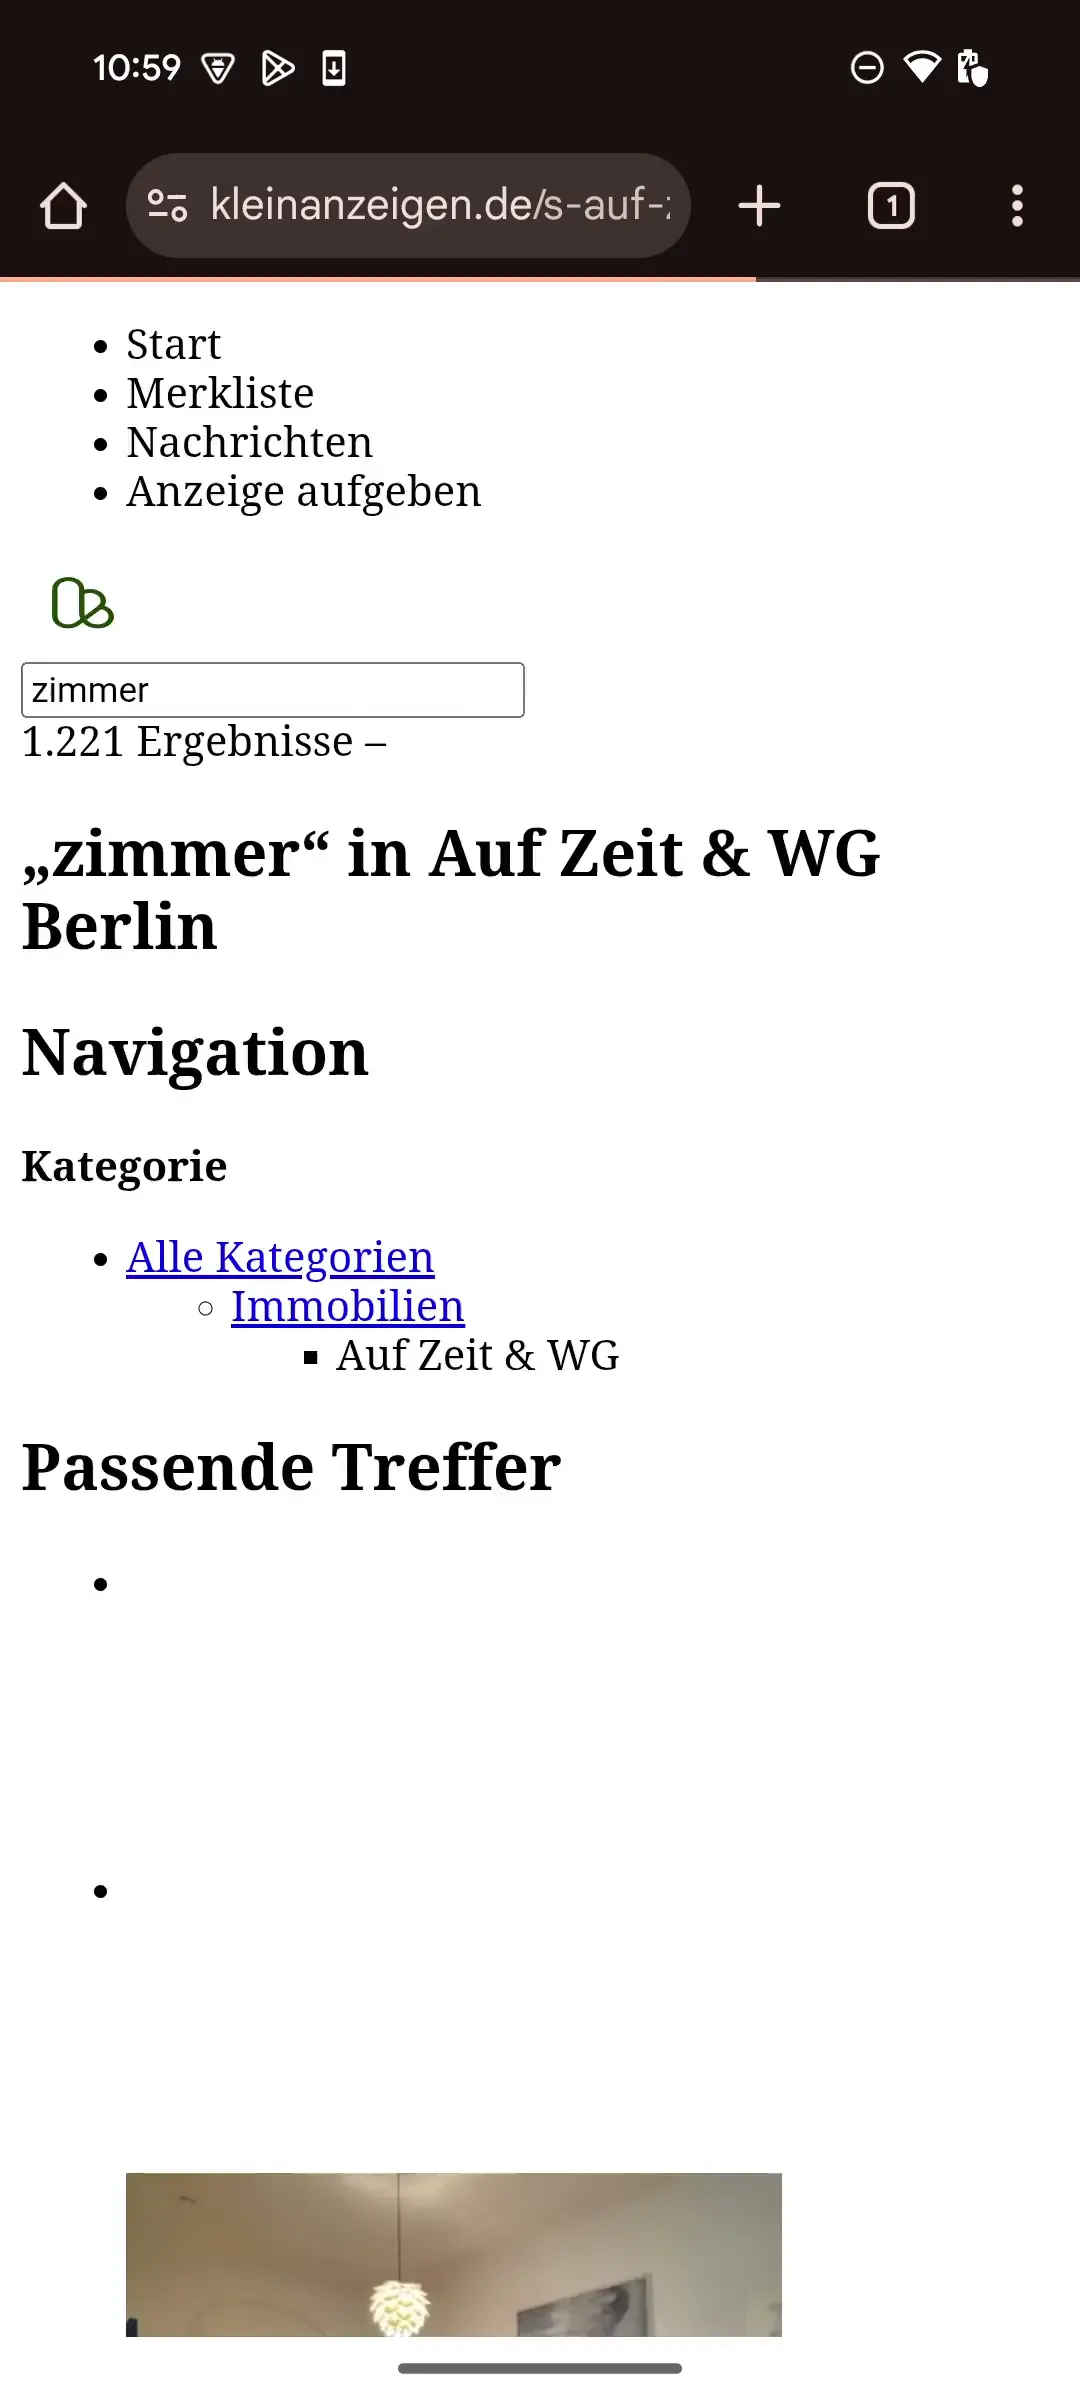 10:59
kleinanzeigen.de/s-auf-
1
Start
Merkliste
Nachrichten
Anzeige aufgeben
zimmer
1.221 Ergebnisse –
„zimmer“ in Auf Zeit & WG
Berlin
Navigation
Kategorie
Alle Kategorien
Immobilien
Auf Zeit & WG
Passende Treffer